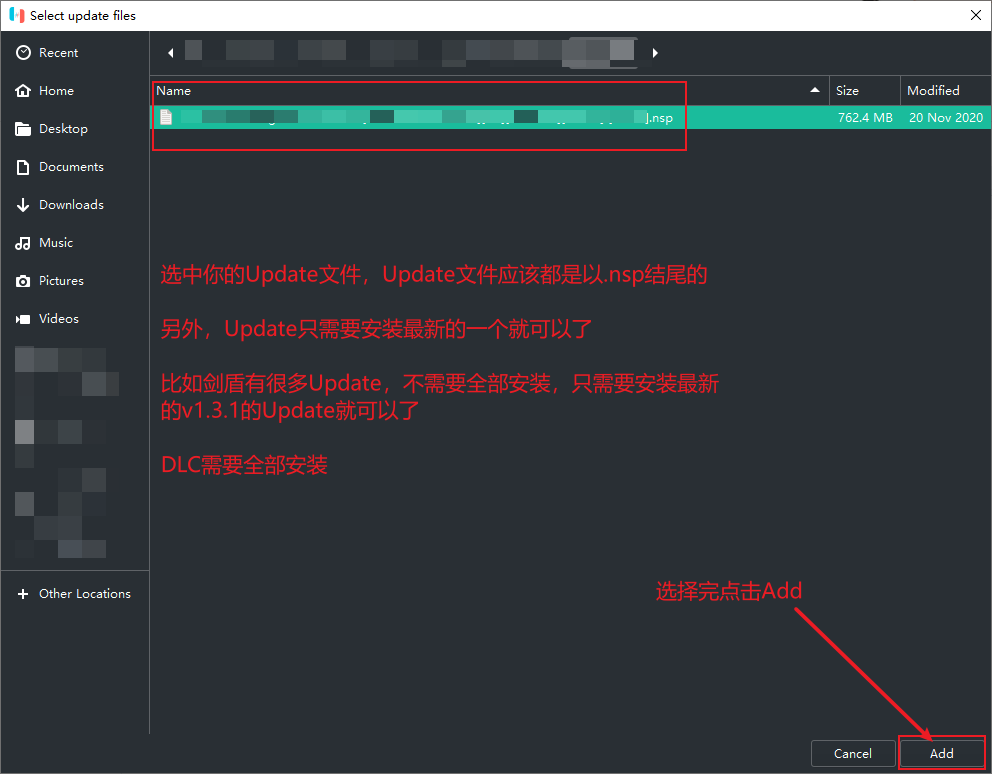 Select update files
Recent
Home
Desktop
Documents
Downloads
Music
Pictures
Videos
Other Locations
Name Size Modified
].nsp 762.4 MB 20 Nov 2020
选中你的Update文件，Update文件应该都是以.nsp结尾的
另外，Update只需要安装最新的一个就可以了
比如剑盾有很多Update，不需要全部安装，只需要安装最新
的v1.3.1的Update就可以了
DLC需要全部安装
选择完点击Add
Cancel Add